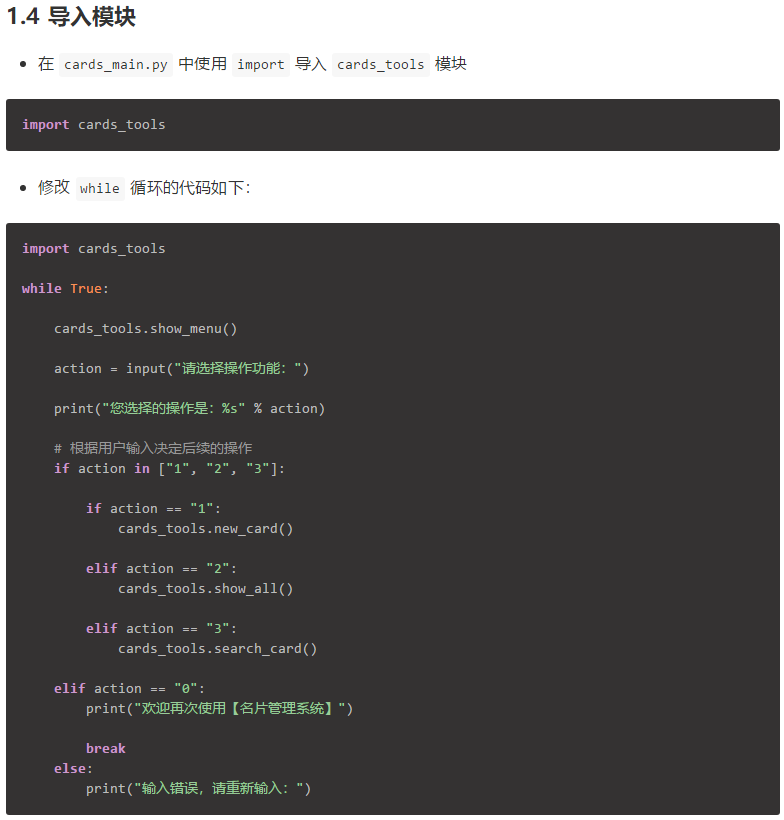 1.4 导入模块
在 cards_main.py 中使用 import 导入 cards_tools 模块
import cards_tools
修改 while 循环的代码如下：
import cards_tools
while True:
cards_tools.show_menu()
action = input("请选择操作功能：")
print("您选择的操作是：%s" % action)
# 根据用户输入决定后续的操作
if action in ["1", "2", "3"]:
if action == "1":
cards_tools.new_card()
elif action == "2":
cards_tools.show_all()
elif action == "3":
cards_tools.search_card()
elif action == "0":
print("欢迎再次使用【名片管理系统】")
break
else:
print("输入错误，请重新输入：")